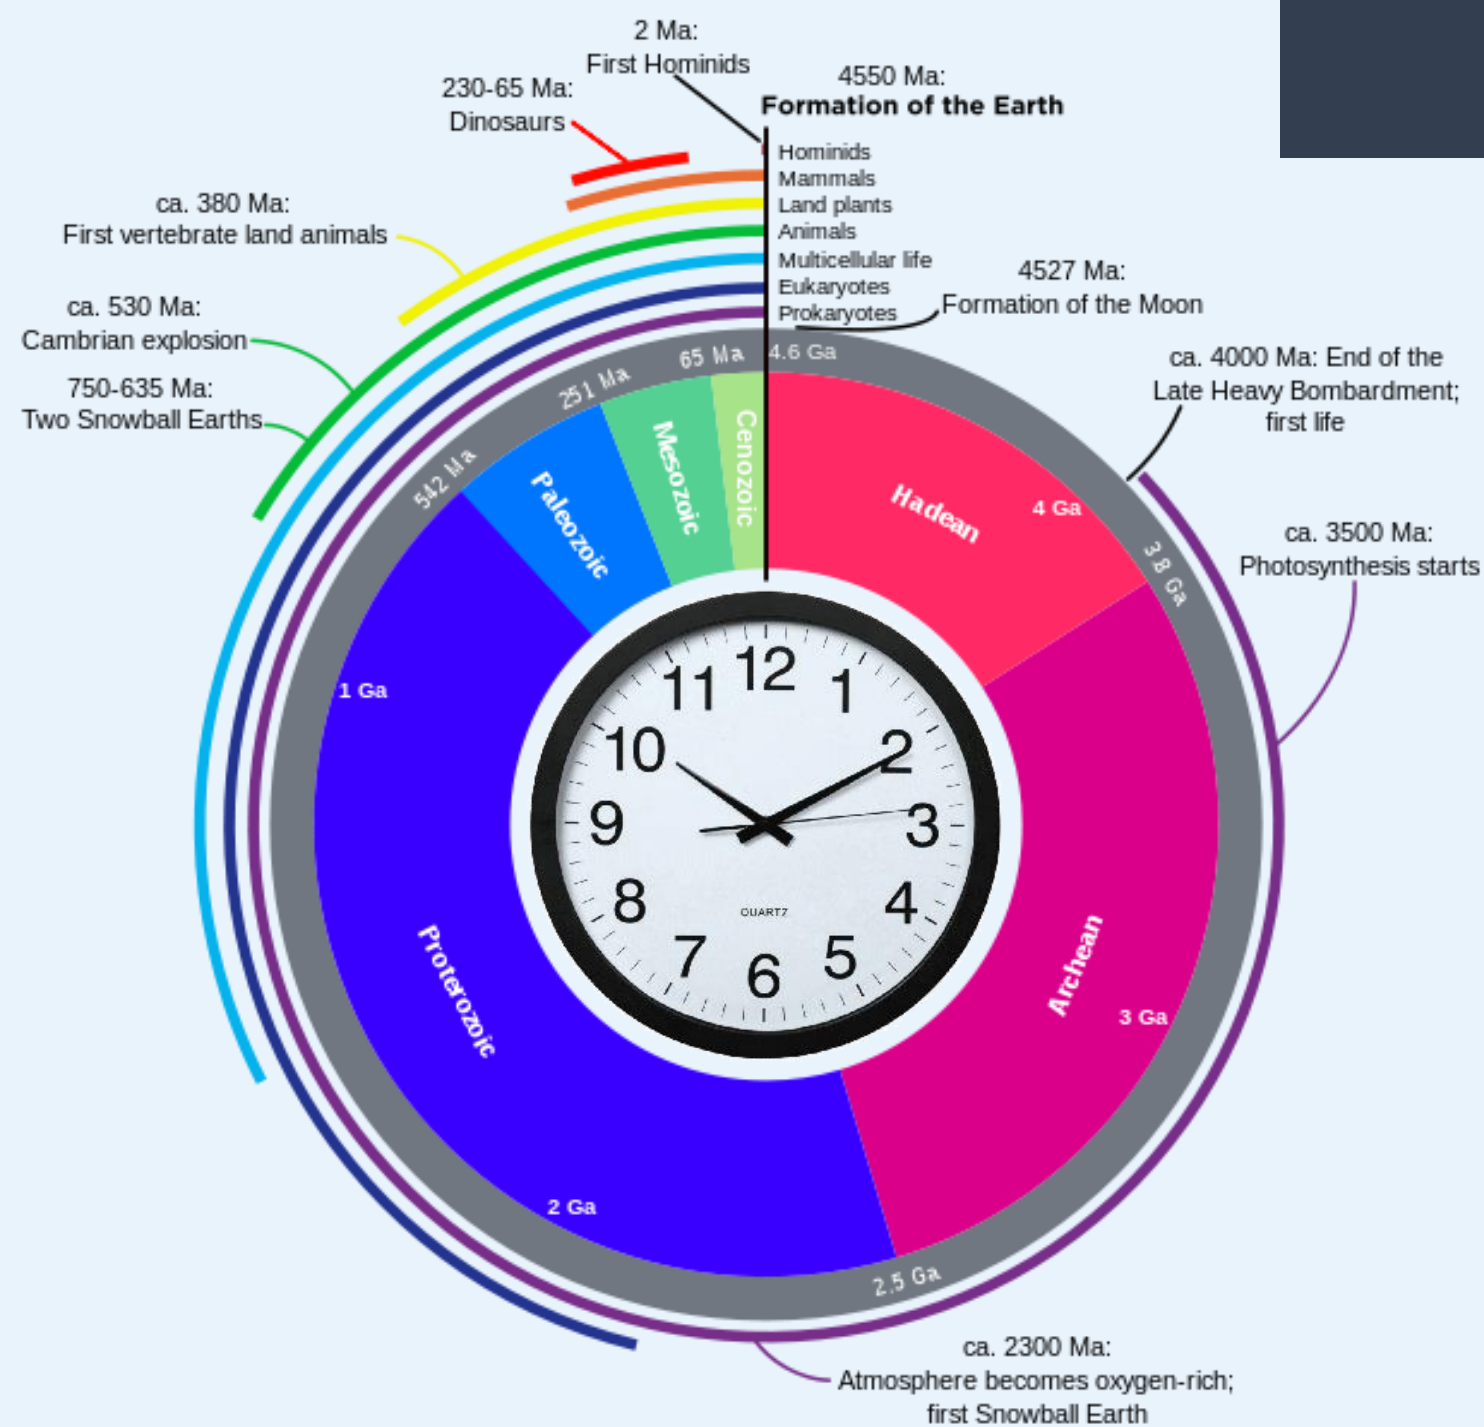 2 Ma:
First Hominids
4550 Ma:
Formation of the Earth
230-65 Ma:
Dinosaurs
Hominids
Mammals
Land plants
Animals
Multicellular life
Eukaryotes
Prokaryotes
ca. 380 Ma:
First vertebrate land animals
4527 Ma:
Formation of the Moon
ca. 530 Ma:
Cambrian explosion
750-635 Ma:
Two Snowball Earths
ca. 4000 Ma: End of the
Late Heavy Bombardment;
first life
ca. 3500 Ma:
Photosynthesis starts
4.6 Ga
65 Ma
251 Ma
542 Ma
Cenozoic
Mesozoic
Paleozoic
Hadean
4 Ga
3.8 Ga
1 Ga
12
1
2
3
4
5
6
7
8
9
10
11
QUARTZ
Proterozoic
Archean
3 Ga
2 Ga
2.5 Ga
ca. 2300 Ma:
Atmosphere becomes oxygen-rich;
first Snowball Earth